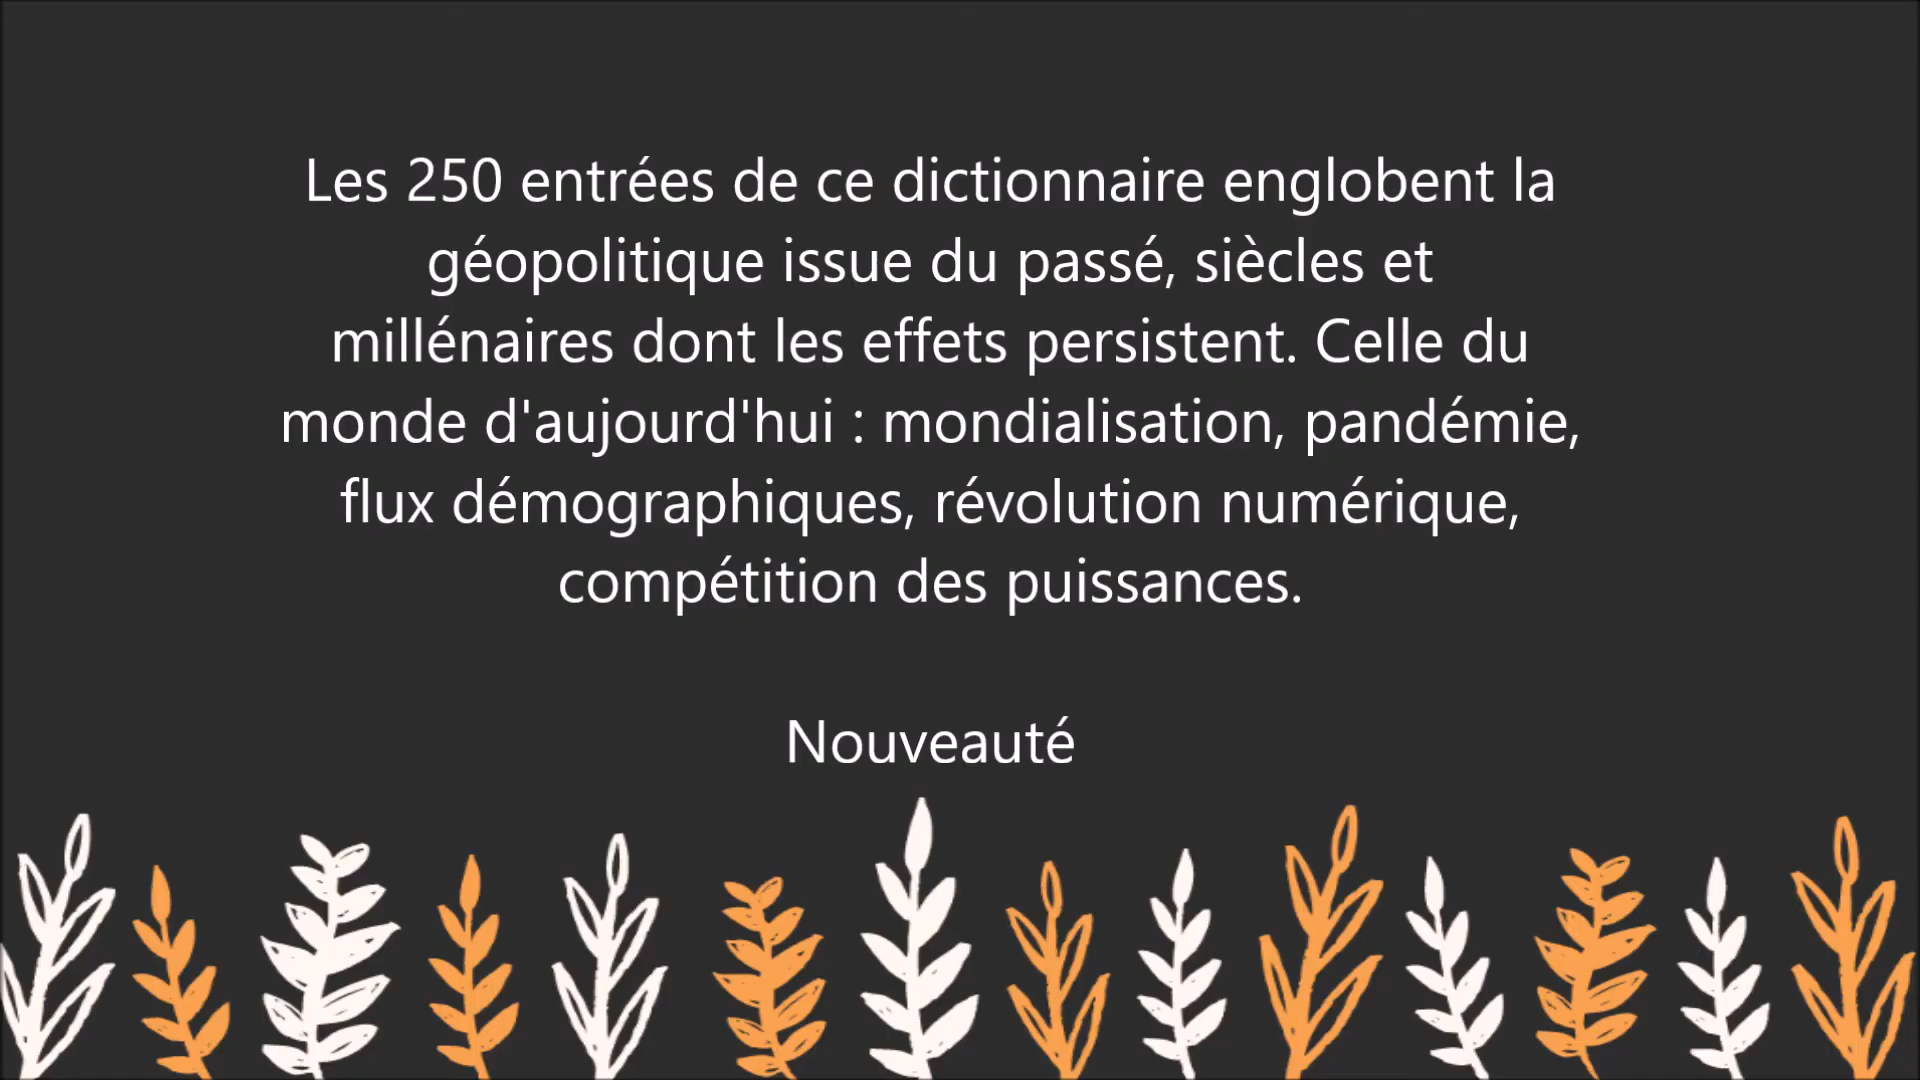 Les 250 entrées de ce dictionnaire englobent la
géopolitique issue du passé, siècles et
millénaires dont les effets persistent. Celle du
monde d'aujourd'hui : mondialisation, pandémie,
flux démographiques, révolution numérique,
compétition des puissances.
Nouveauté